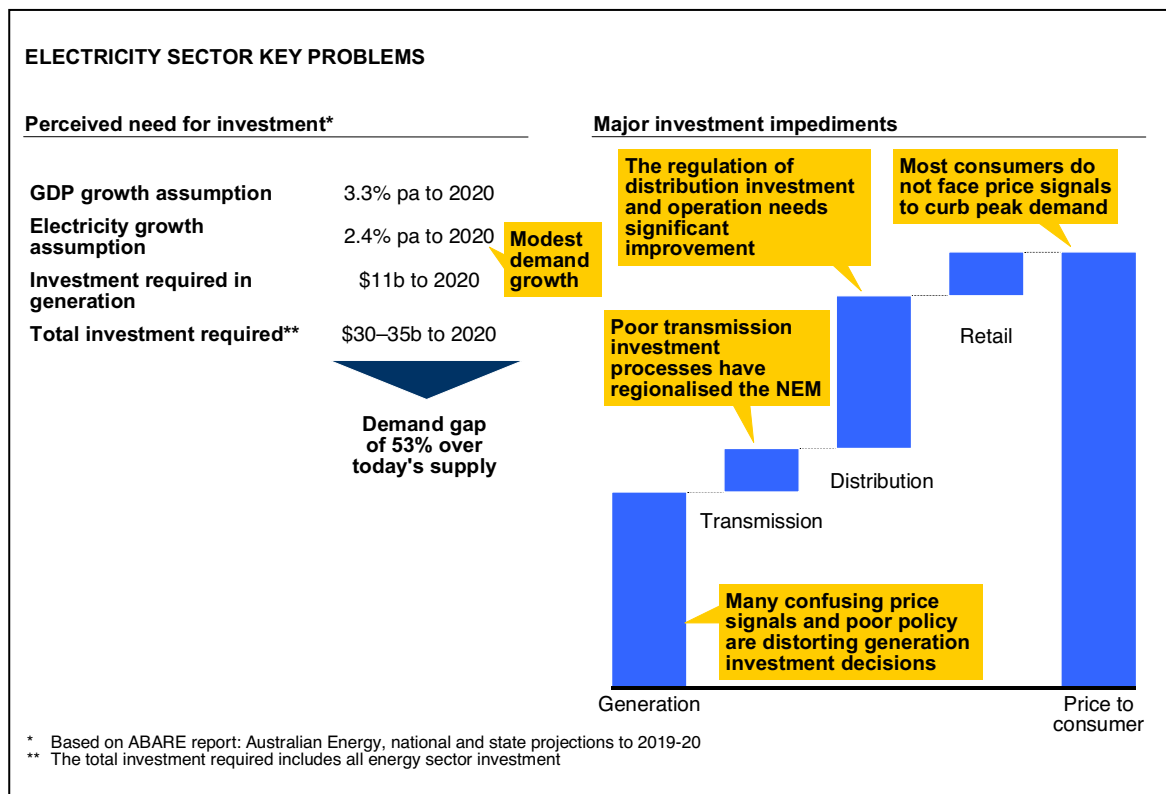 ELECTRICITY SECTOR KEY PROBLEMS
Perceived need for investment*
GDP growth assumption 3.3% pa to 2020
Electricity growth
assumption 2.4% pa to 2020
Modest
demand
growth
Investment required in
generation $11b to 2020
Total investment required** $30–35b to 2020
Demand gap
of 53% over
today's supply
Major investment impediments
The regulation of
distribution investment
and operation needs
significant
improvement
Most consumers do
not face price signals
to curb peak demand
Poor transmission
investment
processes have
regionalised the NEM
Retail
Distribution
Transmission
Many confusing price
signals and poor policy
are distorting generation
investment decisions
Generation
Price to
consumer
* Based on ABARE report: Australian Energy, national and state projections to 2019-20
** The total investment required includes all energy sector investment